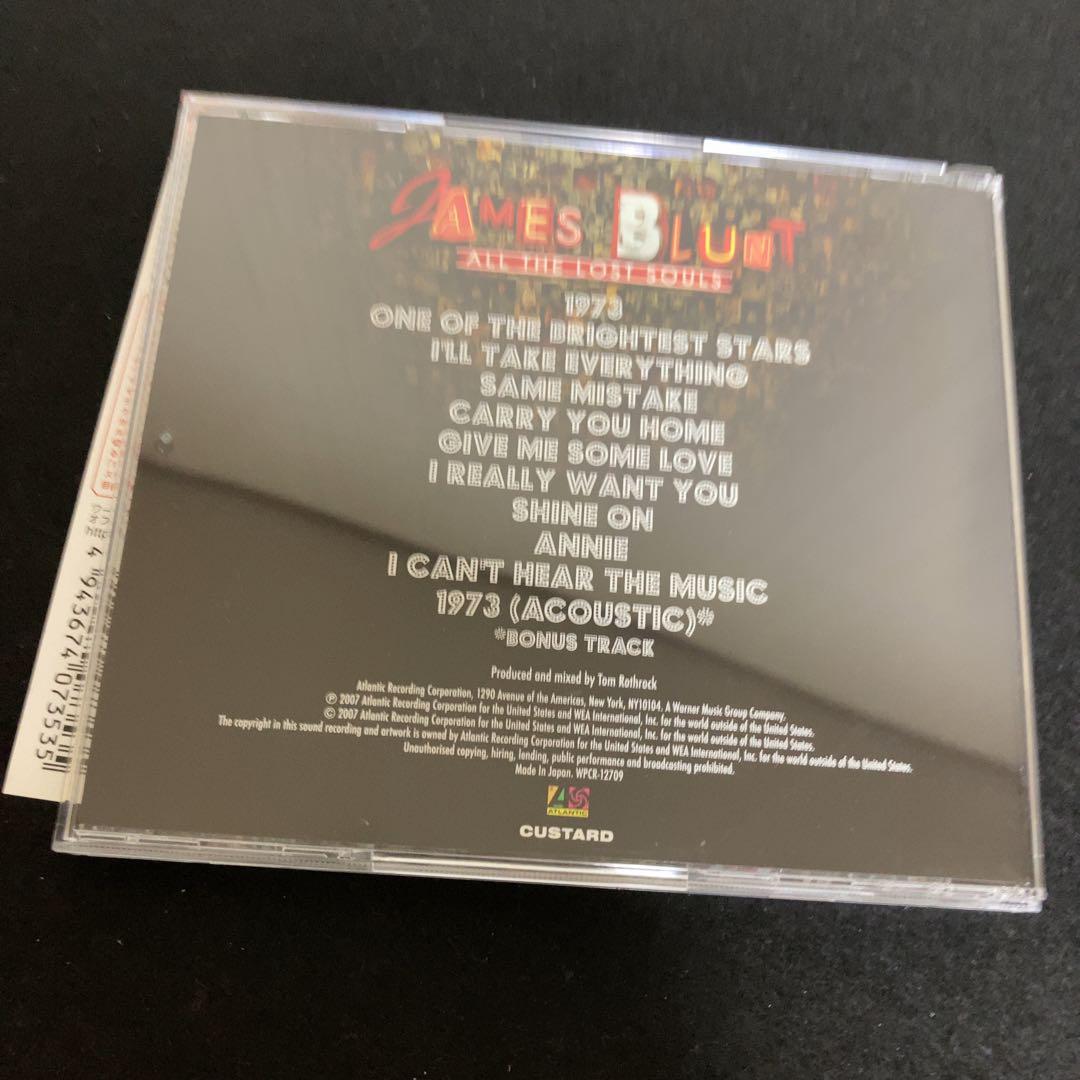 JAMES BLUNT
ALL THE LOST SOULS
1973
ONE OF THE BRIGHTEST STARS
I'LL TAKE EVERYTHING
SAME MISTAKE
CARRY YOU HOME
GIVE ME SOME LOVE
I REALLY WANT YOU
SHINE ON
ANNIE
I CAN'T HEAR THE MUSIC
1973 (ACOUSTIC)*
*BONUS TRACK
Produced and mixed by Tom Rothrock
Atlantic Recording Corporation, 1290 Avenue of the Americas, New York, NY10104. A Warner Music Group Company.
℗ 2007 Atlantic Recording Corporation for the United States and WEA International, Inc. for the world outside of the United States.
© 2007 Atlantic Recording Corporation for the United States and WEA International, Inc. for the world outside of the United States.
The copyright in this sound recording and artwork is owned by Atlantic Recording Corporation for the United States and WEA International, Inc. for the world outside of the United States.
Unauthorised copying, hiring, lending, public performance and broadcasting prohibited.
Made In Japan. WPCR-12709
ATLANTIC
CUSTARD
4 943674 073535